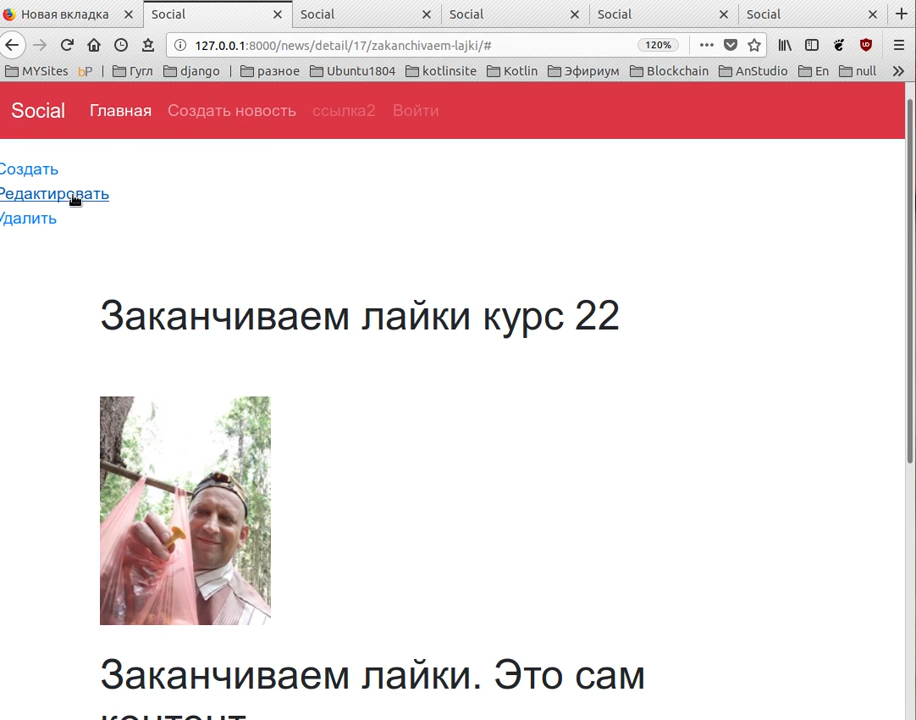 Новая вкладка Social Social Social Social Social
127.0.0.1:8000/news/detail/17/zakanchivaem-lajki/# 120%
MYSites bP | Гугл django | разное Ubuntu1804 kotlinsite Kotlin Эфириум Blockchain AnStudio En null
Social Главная Создать новость ссылка2 Войти
Создать
Редактировать
Удалить
Заканчиваем лайки курс 22
Заканчиваем лайки. Это сам
контент